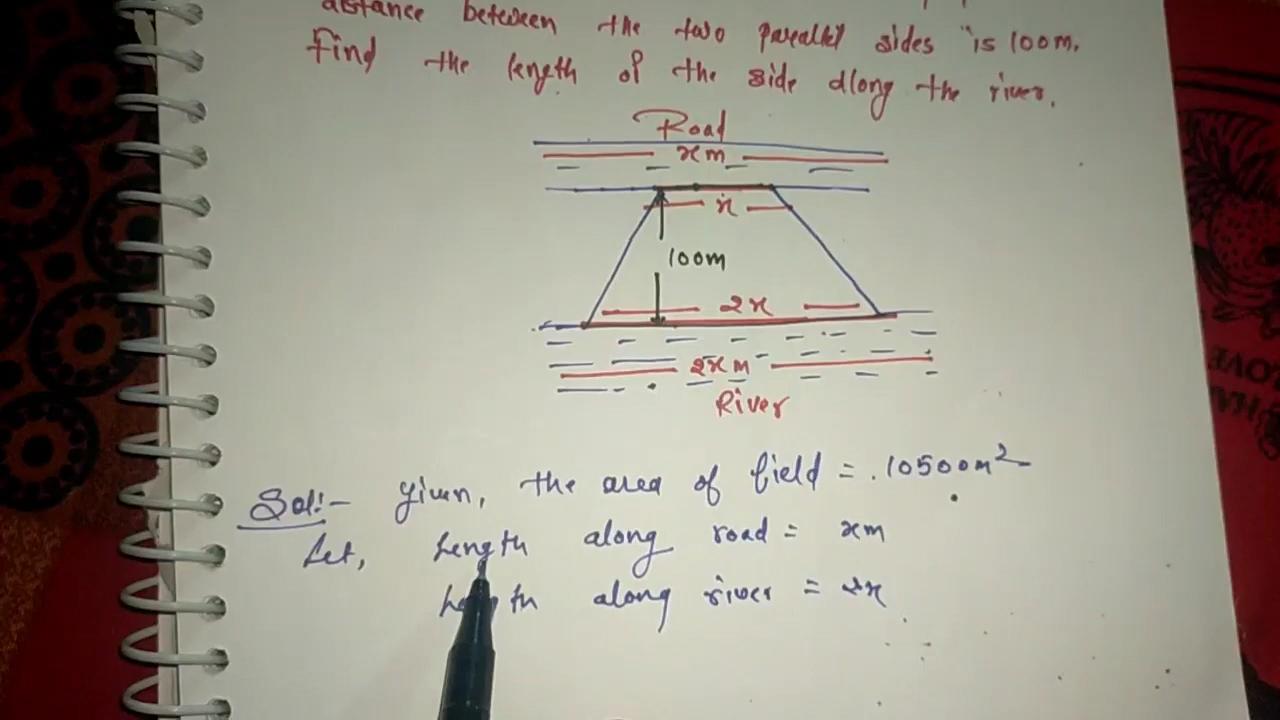 distance between the two parallel sides is 100m.
Find the length of the side along the river.
Road
xm
x
100m
2x
2xm
River
Sol:- given, the area of field = 10500m²
Let, Length along road = xm
along river = 2x
LOVE